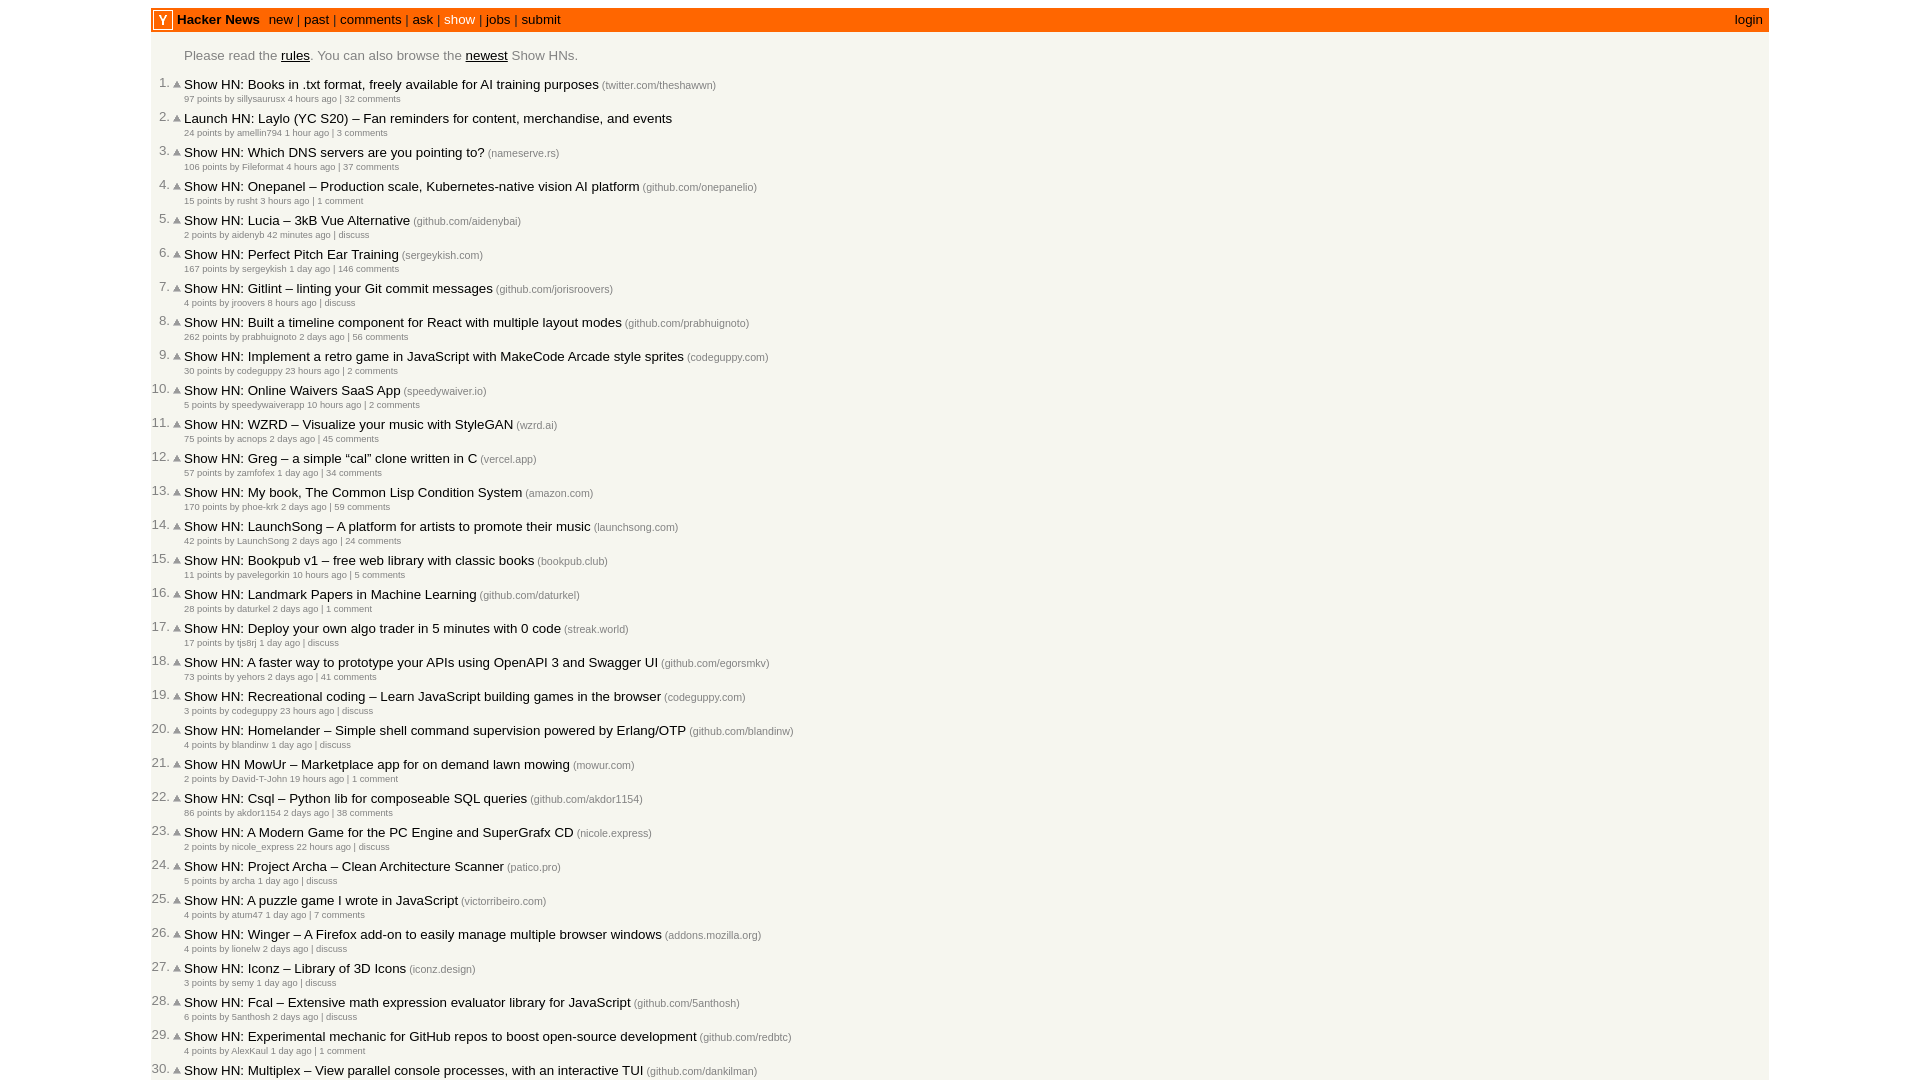 Y Hacker News new | past | comments | ask | show | jobs | submit login
Please read the rules. You can also browse the newest Show HNs.
1. Show HN: Books in .txt format, freely available for AI training purposes (twitter.com/theshawwn)
97 points by sillysaurusx 4 hours ago | 32 comments
2. Launch HN: Laylo (YC S20) – Fan reminders for content, merchandise, and events
24 points by amellin794 1 hour ago | 3 comments
3. Show HN: Which DNS servers are you pointing to? (nameserve.rs)
106 points by Fileformat 4 hours ago | 37 comments
4. Show HN: Onepanel – Production scale, Kubernetes-native vision AI platform (github.com/onepanelio)
15 points by rusht 3 hours ago | 1 comment
5. Show HN: Lucia – 3kB Vue Alternative (github.com/aidenybai)
2 points by aidenyb 42 minutes ago | discuss
6. Show HN: Perfect Pitch Ear Training (sergeykish.com)
167 points by sergeykish 1 day ago | 146 comments
7. Show HN: Gitlint – linting your Git commit messages (github.com/jorisroovers)
4 points by jroovers 8 hours ago | discuss
8. Show HN: Built a timeline component for React with multiple layout modes (github.com/prabhuignoto)
262 points by prabhuignoto 2 days ago | 56 comments
9. Show HN: Implement a retro game in JavaScript with MakeCode Arcade style sprites (codeguppy.com)
30 points by codeguppy 23 hours ago | 2 comments
10. Show HN: Online Waivers SaaS App (speedywaiver.io)
5 points by speedywaiverapp 10 hours ago | 2 comments
11. Show HN: WZRD – Visualize your music with StyleGAN (wzrd.ai)
75 points by acnops 2 days ago | 45 comments
12. Show HN: Greg – a simple “cal” clone written in C (vercel.app)
57 points by zamfofex 1 day ago | 34 comments
13. Show HN: My book, The Common Lisp Condition System (amazon.com)
170 points by phoe-krk 2 days ago | 59 comments
14. Show HN: LaunchSong – A platform for artists to promote their music (launchsong.com)
42 points by LaunchSong 2 days ago | 24 comments
15. Show HN: Bookpub v1 – free web library with classic books (bookpub.club)
11 points by pavelegorkin 10 hours ago | 5 comments
16. Show HN: Landmark Papers in Machine Learning (github.com/daturkel)
28 points by daturkel 2 days ago | 1 comment
17. Show HN: Deploy your own algo trader in 5 minutes with 0 code (streak.world)
17 points by tjs8rj 1 day ago | discuss
18. Show HN: A faster way to prototype your APIs using OpenAPI 3 and Swagger UI (github.com/egorsmkv)
73 points by yehors 2 days ago | 41 comments
19. Show HN: Recreational coding – Learn JavaScript building games in the browser (codeguppy.com)
3 points by codeguppy 23 hours ago | discuss
20. Show HN: Homelander – Simple shell command supervision powered by Erlang/OTP (github.com/blandinw)
4 points by blandinw 1 day ago | discuss
21. Show HN MowUr – Marketplace app for on demand lawn mowing (mowur.com)
2 points by David-T-John 19 hours ago | 1 comment
22. Show HN: Csql – Python lib for composeable SQL queries (github.com/akdor1154)
86 points by akdor1154 2 days ago | 38 comments
23. Show HN: A Modern Game for the PC Engine and SuperGrafx CD (nicole.express)
2 points by nicole_express 22 hours ago | discuss
24. Show HN: Project Archa – Clean Architecture Scanner (patico.pro)
5 points by archa 1 day ago | discuss
25. Show HN: A puzzle game I wrote in JavaScript (victorribeiro.com)
4 points by atum47 1 day ago | 7 comments
26. Show HN: Winger – A Firefox add-on to easily manage multiple browser windows (addons.mozilla.org)
4 points by lionelw 2 days ago | discuss
27. Show HN: Iconz – Library of 3D Icons (iconz.design)
3 points by semy 1 day ago | discuss
28. Show HN: Fcal – Extensive math expression evaluator library for JavaScript (github.com/5anthosh)
6 points by 5anthosh 2 days ago | discuss
29. Show HN: Experimental mechanic for GitHub repos to boost open-source development (github.com/redbtc)
4 points by AlexKaul 1 day ago | 1 comment
30. Show HN: Multiplex – View parallel console processes, with an interactive TUI (github.com/dankilman)